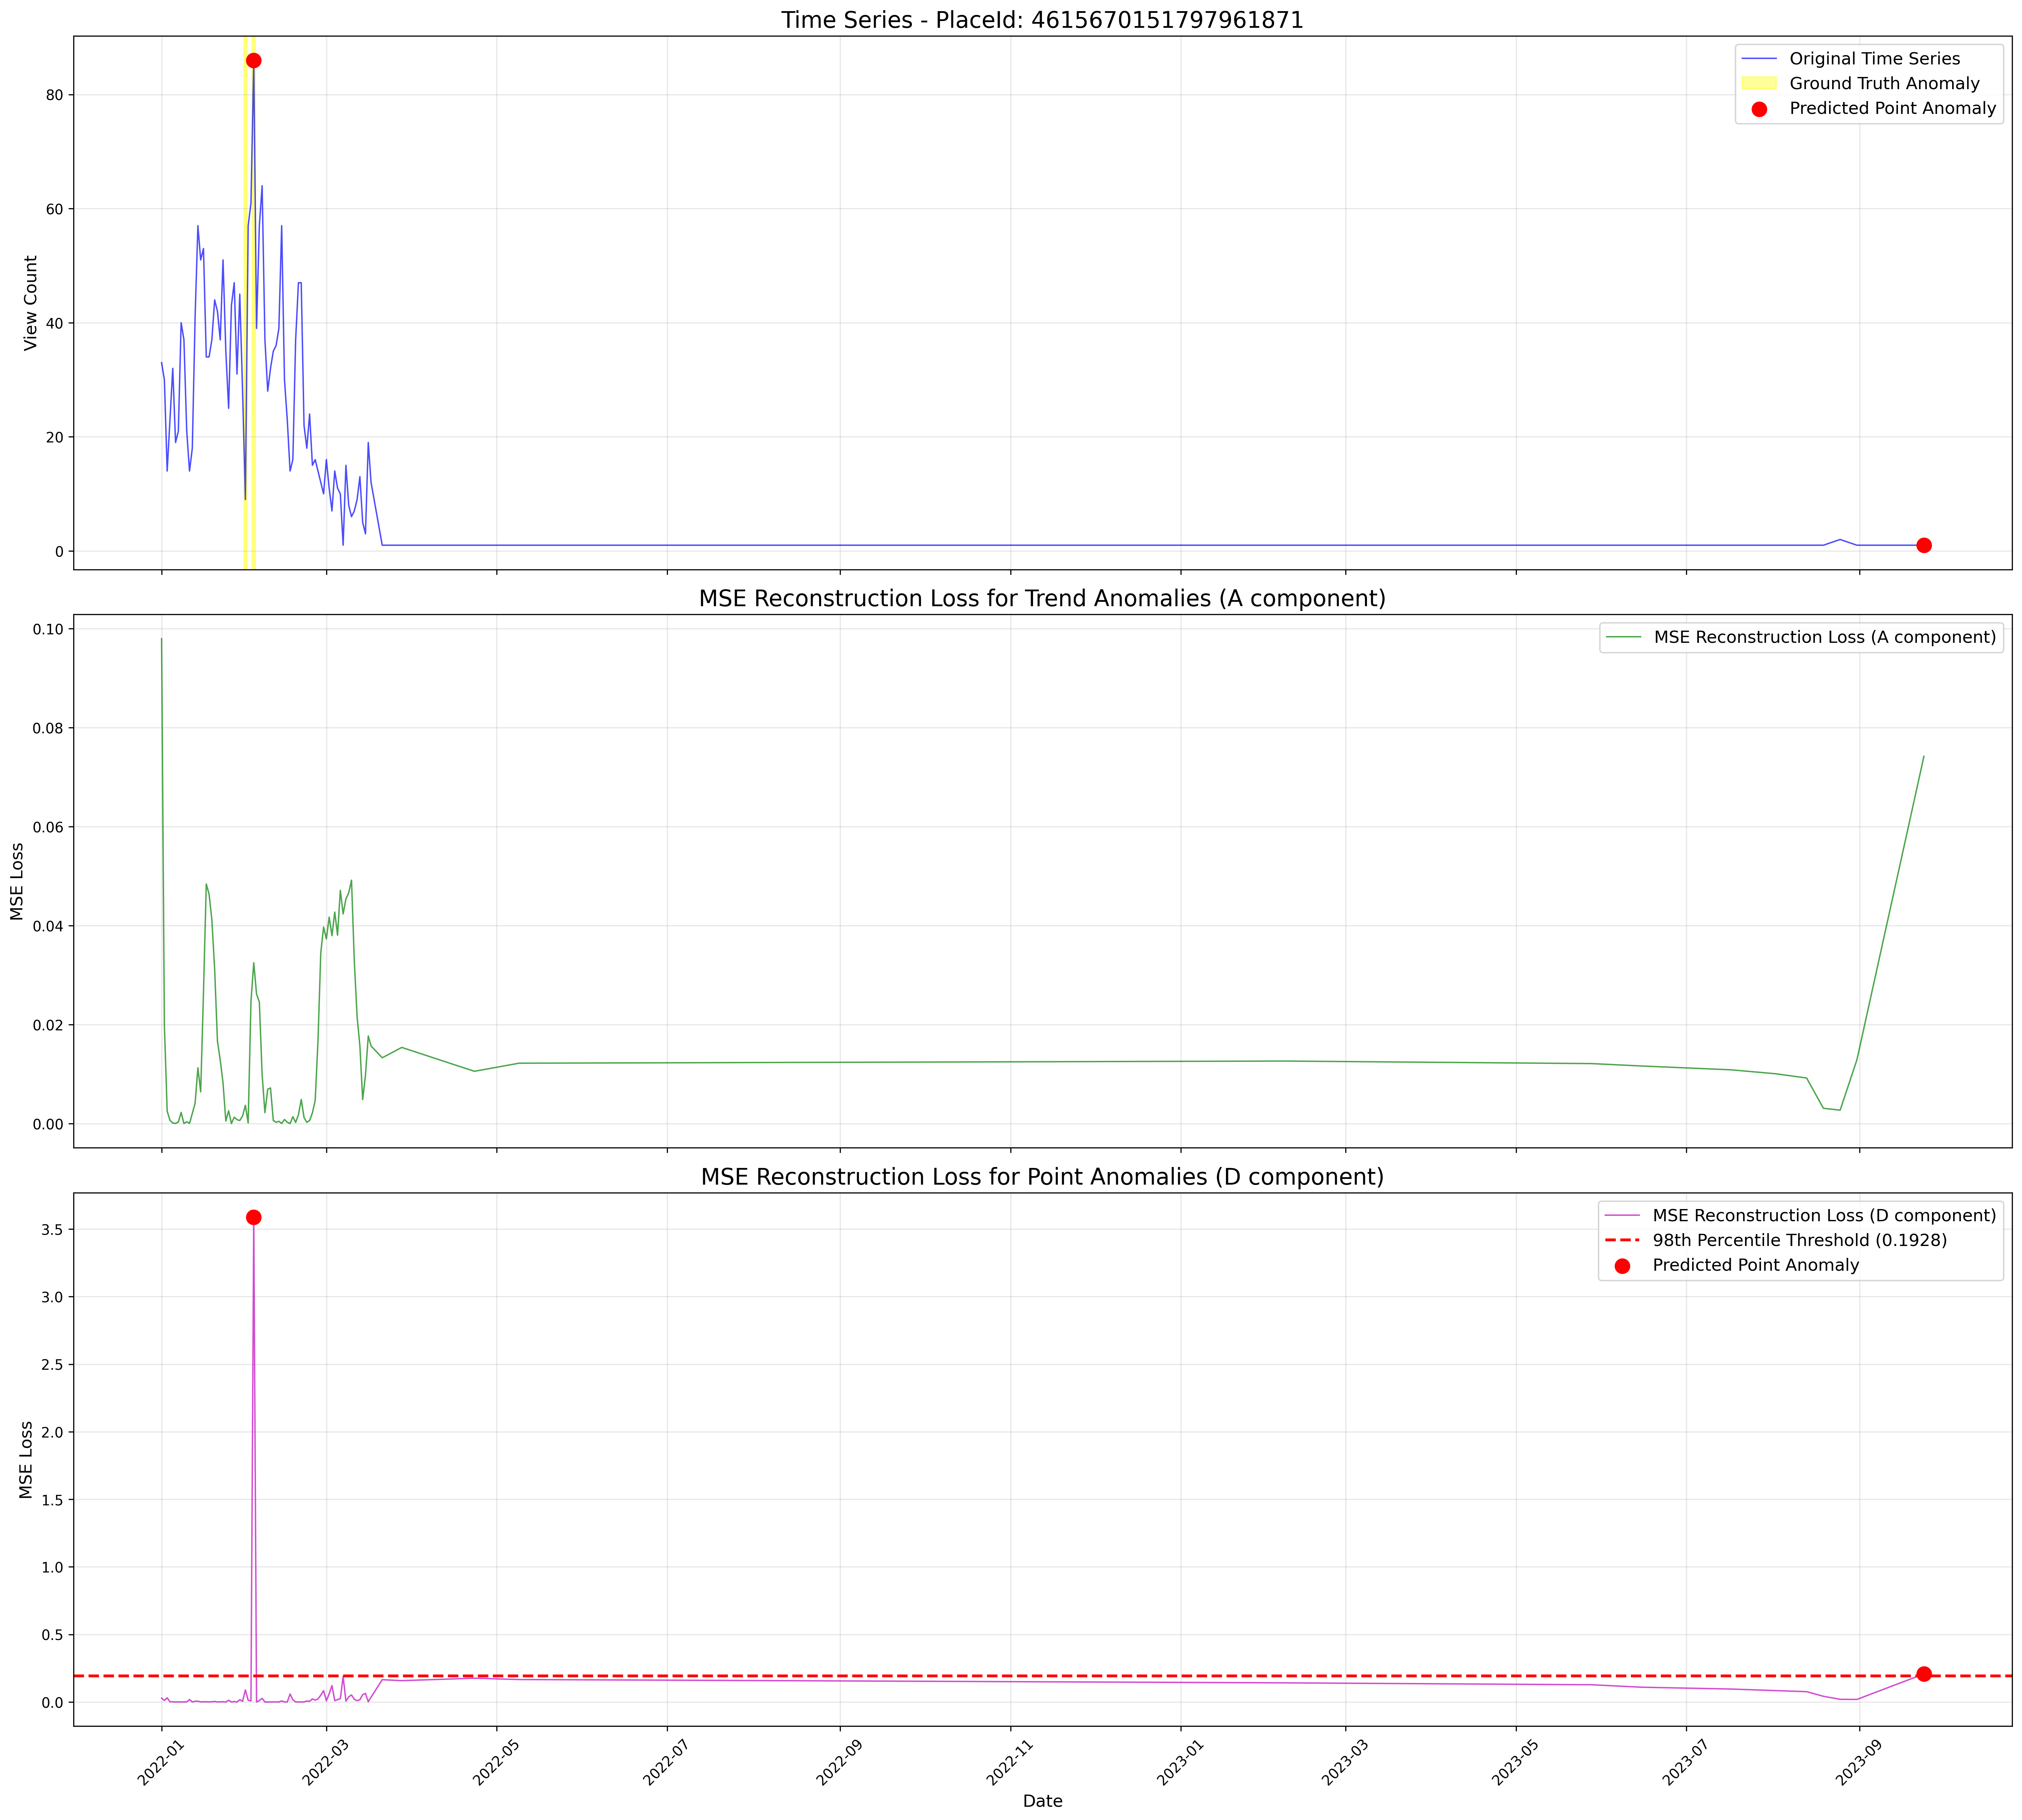 Time Series - PlaceId: 4615670151797961871
View Count
80
60
40
20
0
Original Time Series
Ground Truth Anomaly
Predicted Point Anomaly
MSE Reconstruction Loss for Trend Anomalies (A component)
MSE Loss
0.10
0.08
0.06
0.04
0.02
0.00
MSE Reconstruction Loss (A component)
MSE Reconstruction Loss for Point Anomalies (D component)
MSE Loss
3.5
3.0
2.5
2.0
1.5
1.0
0.5
0.0
MSE Reconstruction Loss (D component)
98th Percentile Threshold (0.1928)
Predicted Point Anomaly
2022-01
2022-03
2022-05
2022-07
2022-09
2022-11
2023-01
2023-03
2023-05
2023-07
2023-09
Date